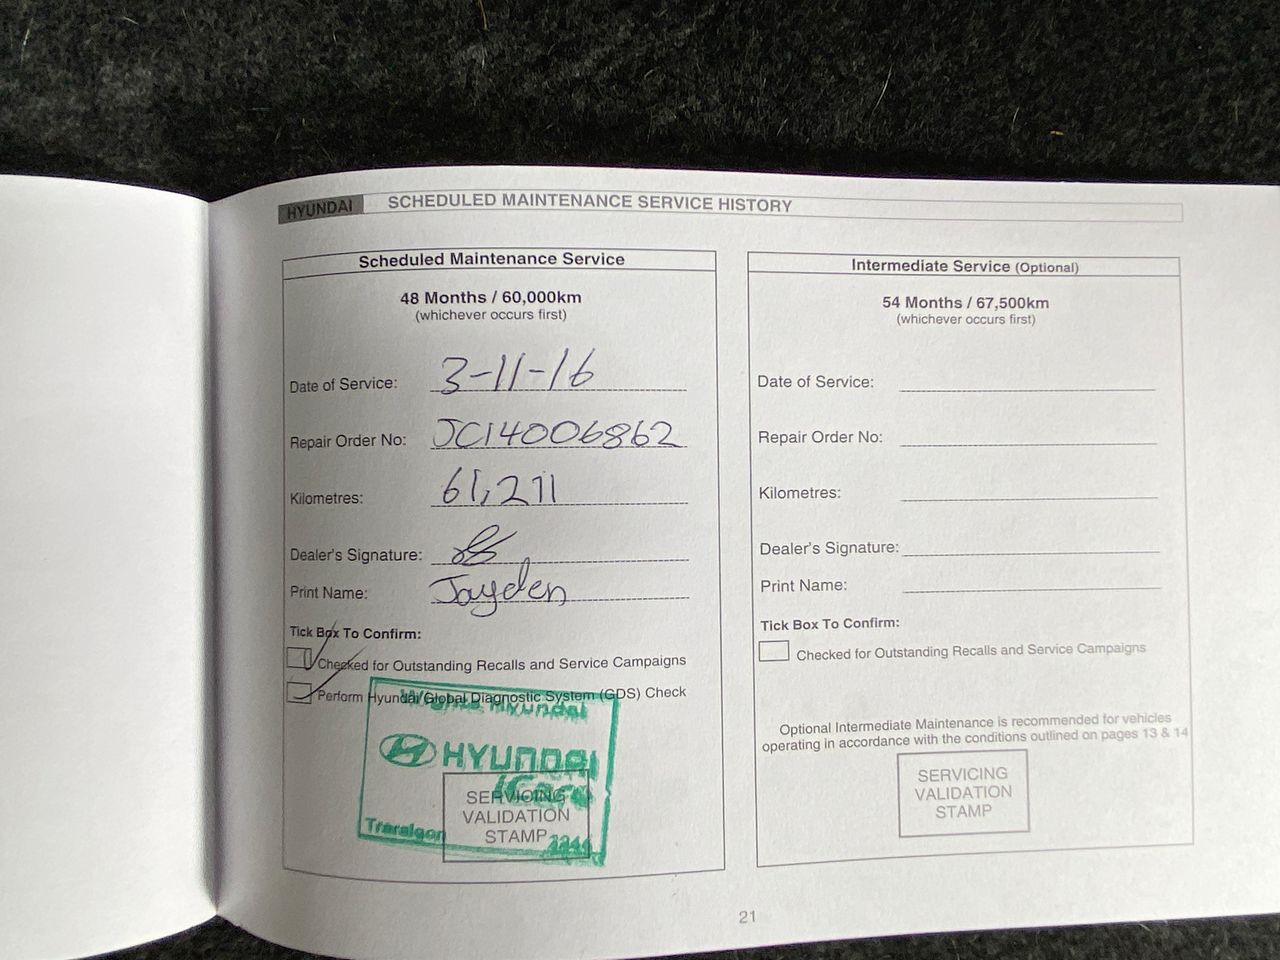 HYUNDAI SCHEDULED MAINTENANCE SERVICE HISTORY
Scheduled Maintenance Service
48 Months / 60,000km
(whichever occurs first)
Date of Service: 3-11-16
Repair Order No: JC14006862
Kilometres: 61,211
Dealer's Signature:
Print Name: Jayden
Tick Box To Confirm:
Checked for Outstanding Recalls and Service Campaigns
Perform Hyundai Global Diagnostic System (GDS) Check
Hyundai
HYUNDAI
iCare
Traralgon
SERVICING
VALIDATION
STAMP
Intermediate Service (Optional)
54 Months / 67,500km
(whichever occurs first)
Date of Service:
Repair Order No:
Kilometres:
Dealer's Signature:
Print Name:
Tick Box To Confirm:
Checked for Outstanding Recalls and Service Campaigns
Optional Intermediate Maintenance is recommended for vehicles
operating in accordance with the conditions outlined on pages 13 & 14
SERVICING
VALIDATION
STAMP
21